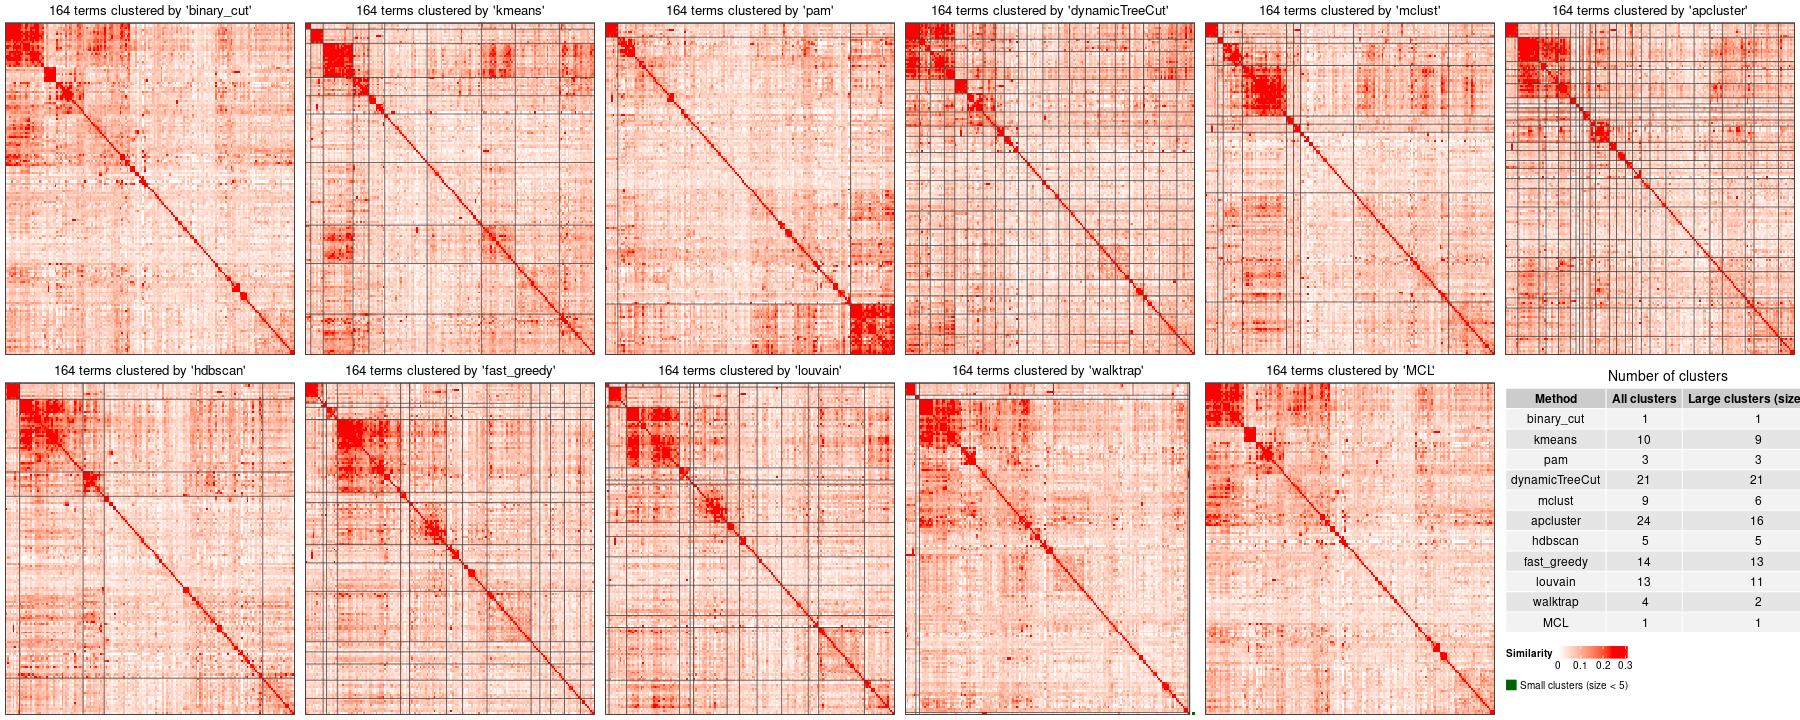 164 terms clustered by 'binary_cut'
164 terms clustered by 'kmeans'
164 terms clustered by 'pam'
164 terms clustered by 'dynamicTreeCut'
164 terms clustered by 'mclust'
164 terms clustered by 'apcluster'
164 terms clustered by 'hdbscan'
164 terms clustered by 'fast_greedy'
164 terms clustered by 'louvain'
164 terms clustered by 'walktrap'
164 terms clustered by 'MCL'
Number of clusters
Method All clusters Large clusters (size
binary_cut 1 1
kmeans 10 9
pam 3 3
dynamicTreeCut 21 21
mclust 9 6
apcluster 24 16
hdbscan 5 5
fast_greedy 14 13
louvain 13 11
walktrap 4 2
MCL 1 1
Similarity
0 0.1 0.2 0.3
Small clusters (size < 5)